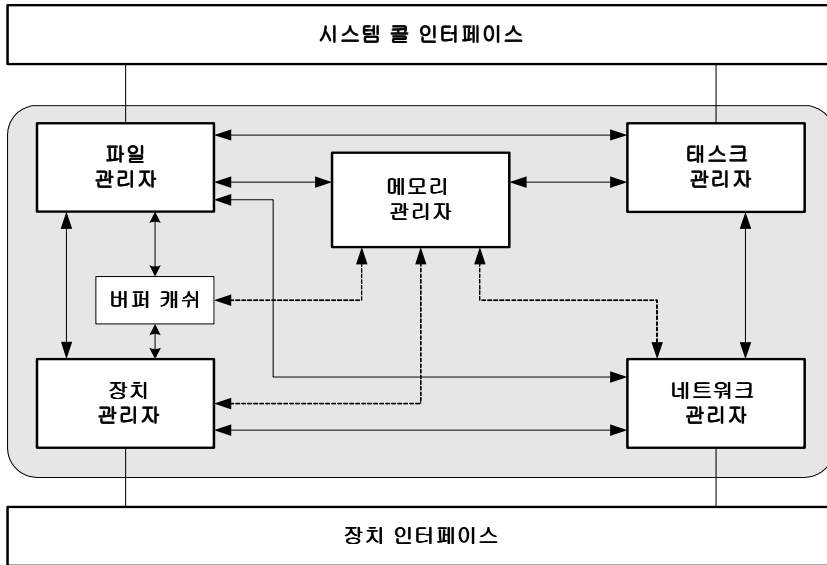 시스템 콜 인터페이스
파일
관리자
메모리
관리자
태스크
관리자
버퍼 캐쉬
장치
관리자
네트워크
관리자
장치 인터페이스